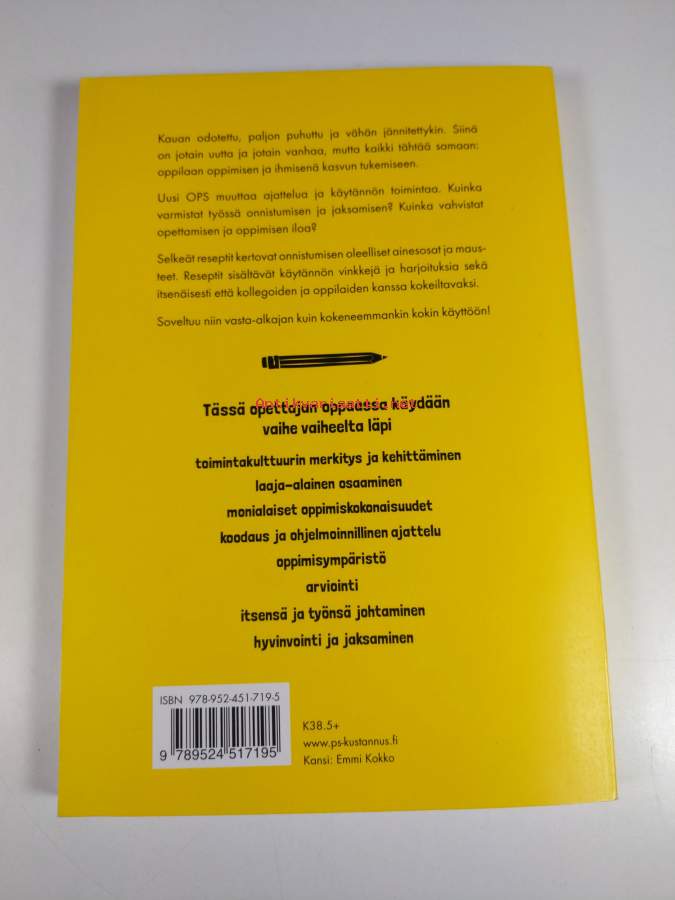 Kauan odotettu, paljon puhuttu ja vähän jännitettykin. Siinä
on jotain uutta ja jotain vanhaa, mutta kaikki tähtää samaan:
oppilaan oppimisen ja ihmisenä kasvun tukemiseen.
Uusi OPS muuttaa ajattelua ja käytännön toimintaa. Kuinka
varmistat työssä onnistumisen ja jaksamisen? Kuinka vahvistat
opettamisen ja oppimisen iloa?
Selkeät reseptit kertovat onnistumisen oleelliset ainesosat ja maus-
teet. Reseptit sisältävät käytännön vinkkejä ja harjoituksia sekä
itsenäisesti että kollegoiden ja oppilaiden kanssa kokeiltavaksi.
Soveltuu niin vasta-alkajan kuin kokeneemmankin kokin käyttöön!
Antikvariaatti.net
Tässä opettajan oppaassa käydään
vaihe vaiheelta läpi
toimintakulttuurin merkitys ja kehittäminen
laaja-alainen osaaminen
monialaiset oppimiskokonaisuudet
koodaus ja ohjelmoinnillinen ajattelu
oppimisympäristö
arviointi
itsensä ja työnsä johtaminen
hyvinvointi ja jaksaminen
ISBN 978-952-451-719-5
9 789524 517195
K38.5+
www.ps-kustannus.fi
Kansi: Emmi Kokko